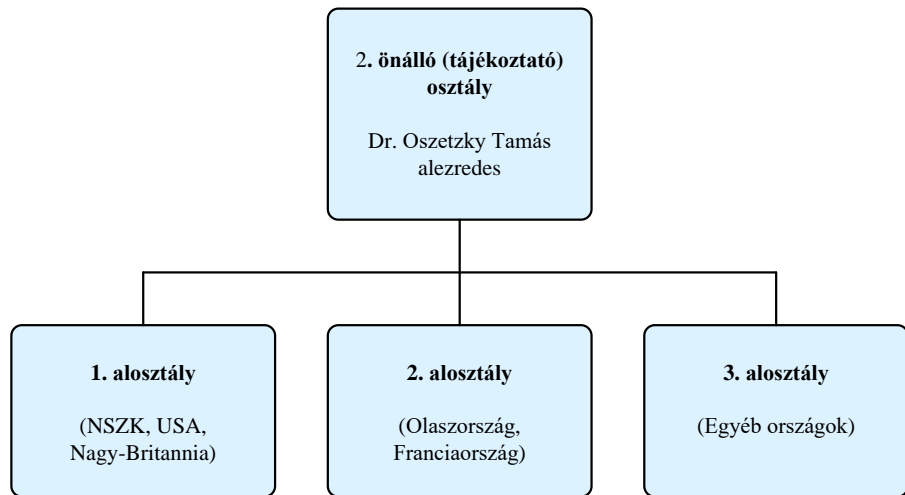 2. önálló (tájékoztató)
osztály
Dr. Oszetzky Tamás
alezredes
1. alosztály
(NSZK, USA,
Nagy-Britannia)
2. alosztály
(Olaszország,
Franciaország)
3. alosztály
(Egyéb országok)